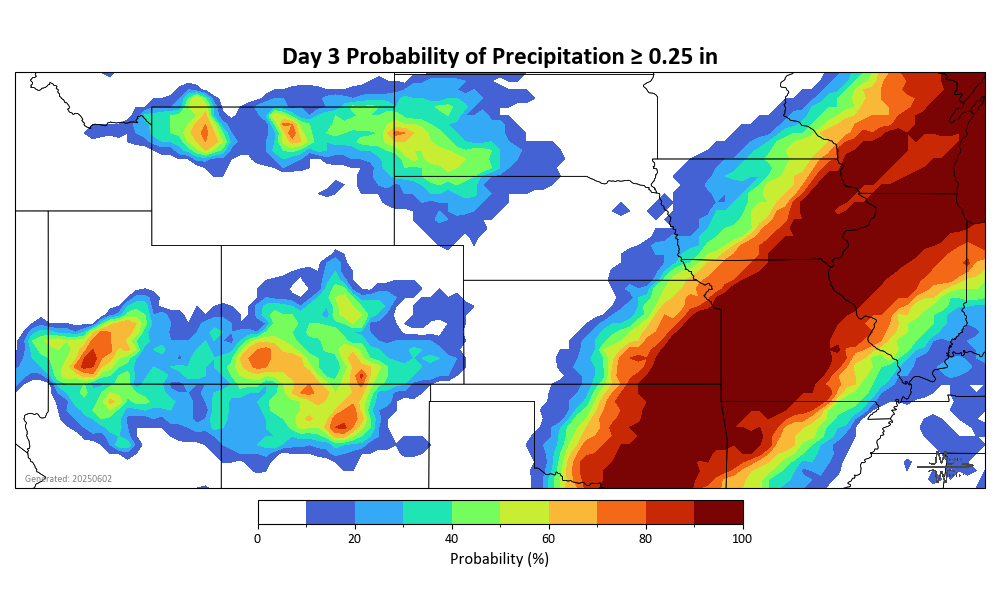 Day 3 Probability of Precipitation ≥ 0.25 in
Generated: 20250602
0 20 40 60 80 100
Probability (%)